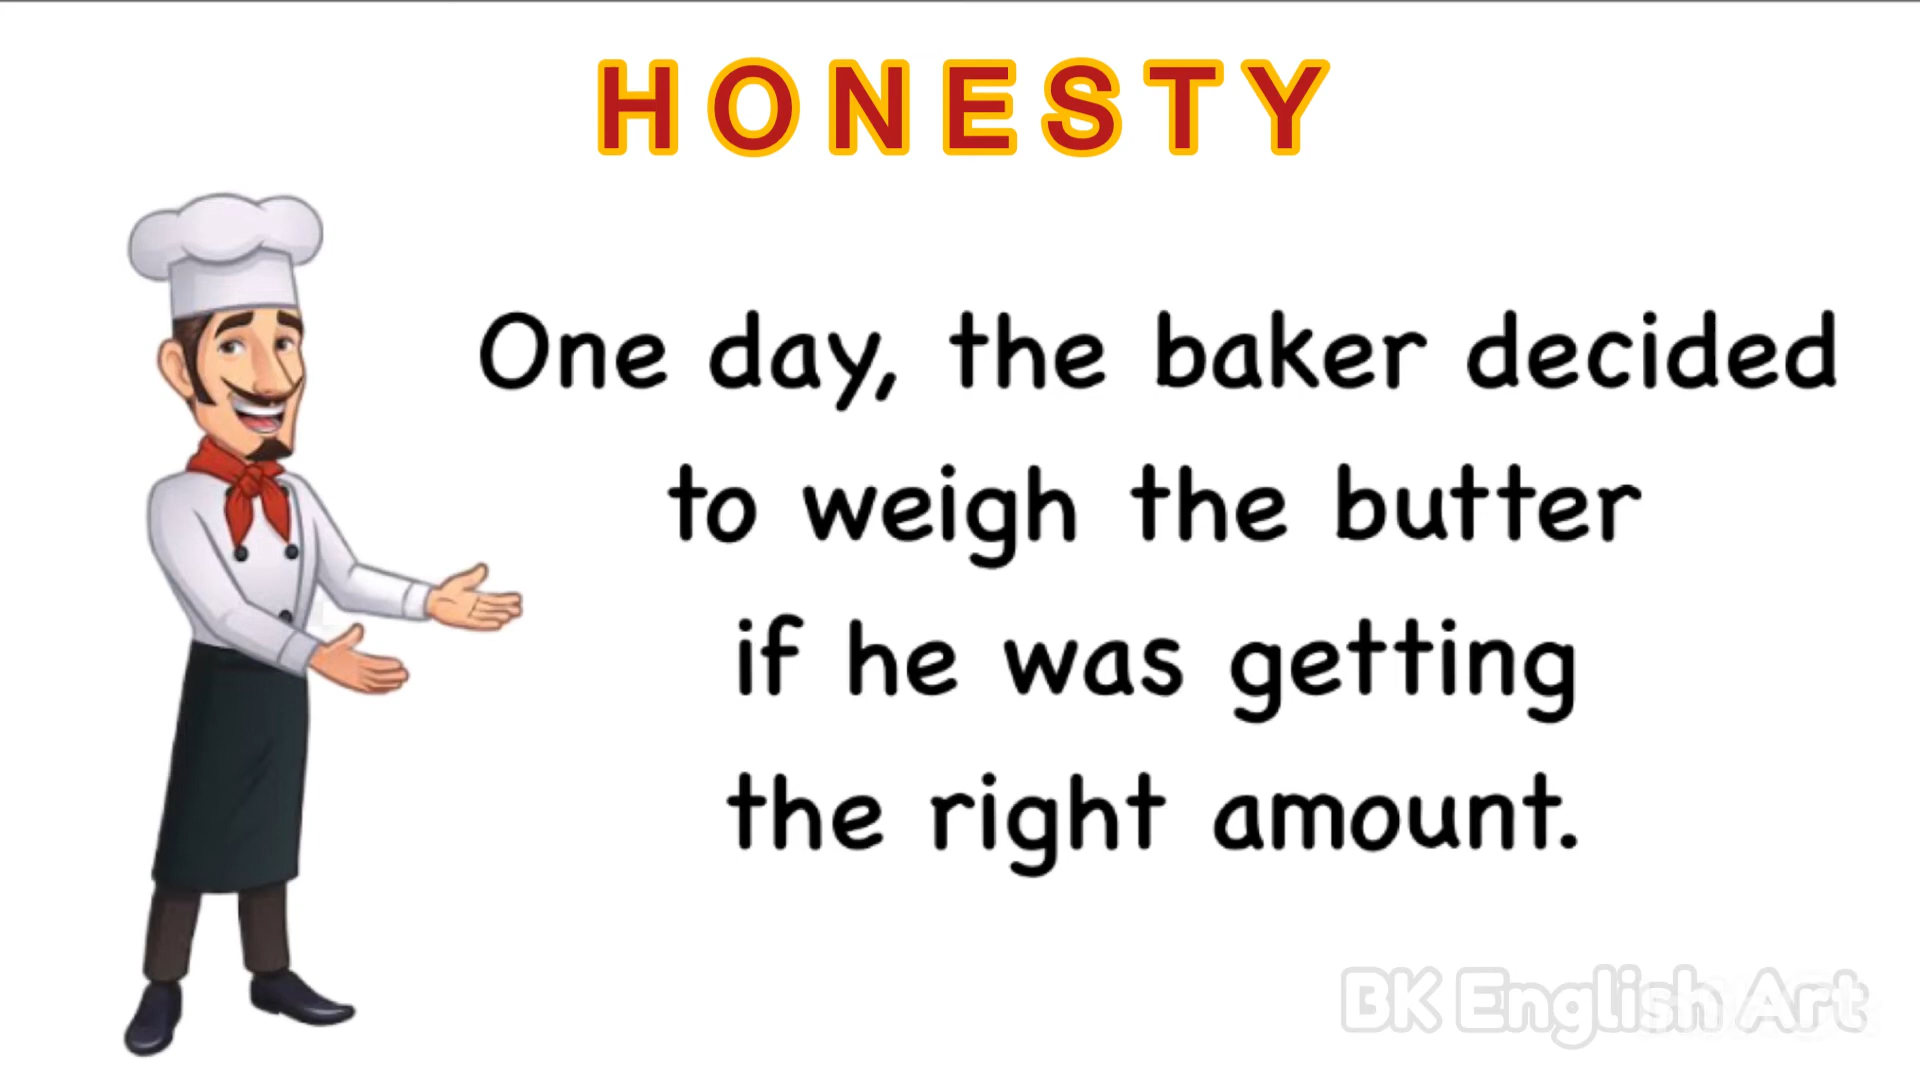 HONESTY
One day, the baker decided
to weigh the butter
if he was getting
the right amount.
BK English Art